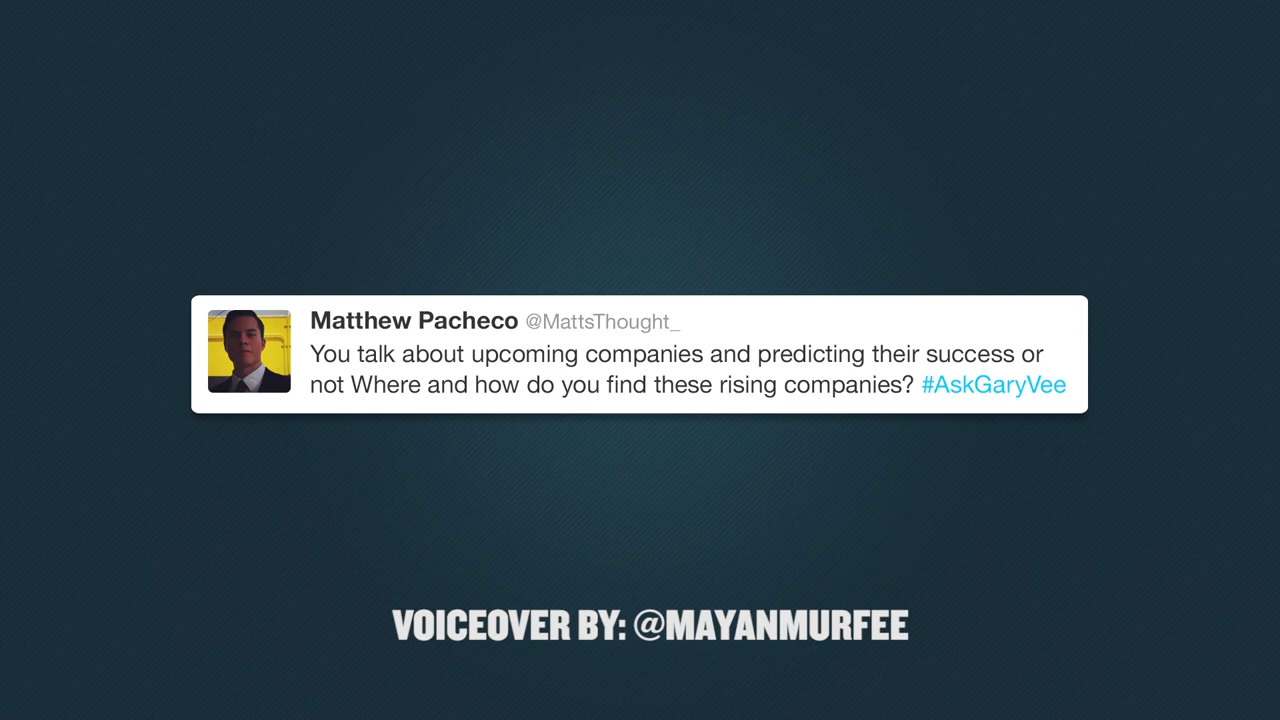 Matthew Pacheco @MattsThought_
You talk about upcoming companies and predicting their success or
not Where and how do you find these rising companies? #AskGaryVee
VOICEOVER BY: @MAYANMURFEE